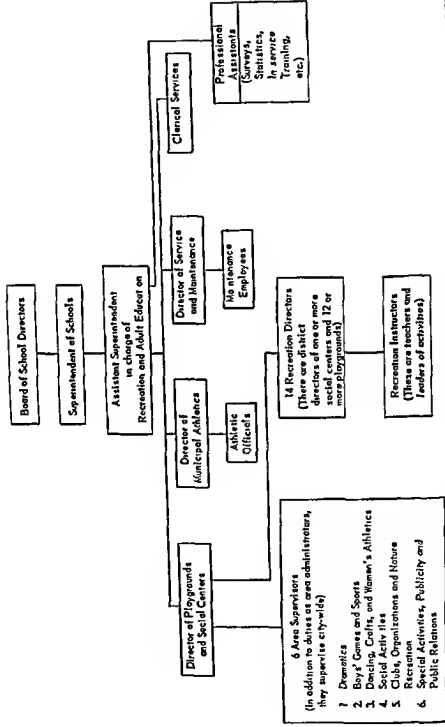 Board of School Directors
Superintendent of Schools
Assistant Superintendent
in charge of
Recreation and Adult Education
Director of Playgrounds
and Social Centers
Director of
Municipal Athletics
Director of Service
and Maintenance
Clerical Services
Professional
Assistants
(Surveys,
Statistics,
In service
Training,
etc.)
Athletic
Officials
Maintenance
Employees
6 Area Supervisors
(In addition to duties as area administrators,
they supervise city-wide)
1 Dramatics
2 Boys' Games and Sports
3. Dancing, Crafts, and Women's Athletics
4. Social Activities
5. Clubs, Organizations and Nature
Recreation
6. Special Activities, Publicity and
Public Relations
14 Recreation Directors
(There are district
directors of one or more
social centers and 12 or
more playgrounds)
Recreation Instructors
(These are teachers and
leaders of activities)